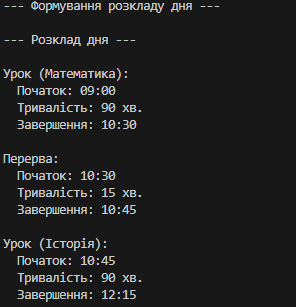 --- Формування розкладу дня ---
--- Розклад дня ---
Урок (Математика):
Початок: 09:00
Тривалість: 90 хв.
Завершення: 10:30
Перерва:
Початок: 10:30
Тривалість: 15 хв.
Завершення: 10:45
Урок (Історія):
Початок: 10:45
Тривалість: 90 хв.
Завершення: 12:15